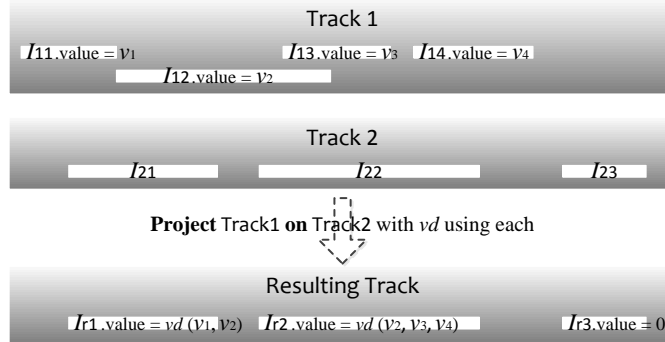 Track 1
I11.value = v1 I13.value = v3 I14.value = v4
I12.value = v2
Track 2
I21 I22 I23
Project Track1 on Track2 with vd using each
Resulting Track
Ir1.value = vd (v1, v2) Ir2.value = vd (v2, v3, v4) Ir3.value = 0